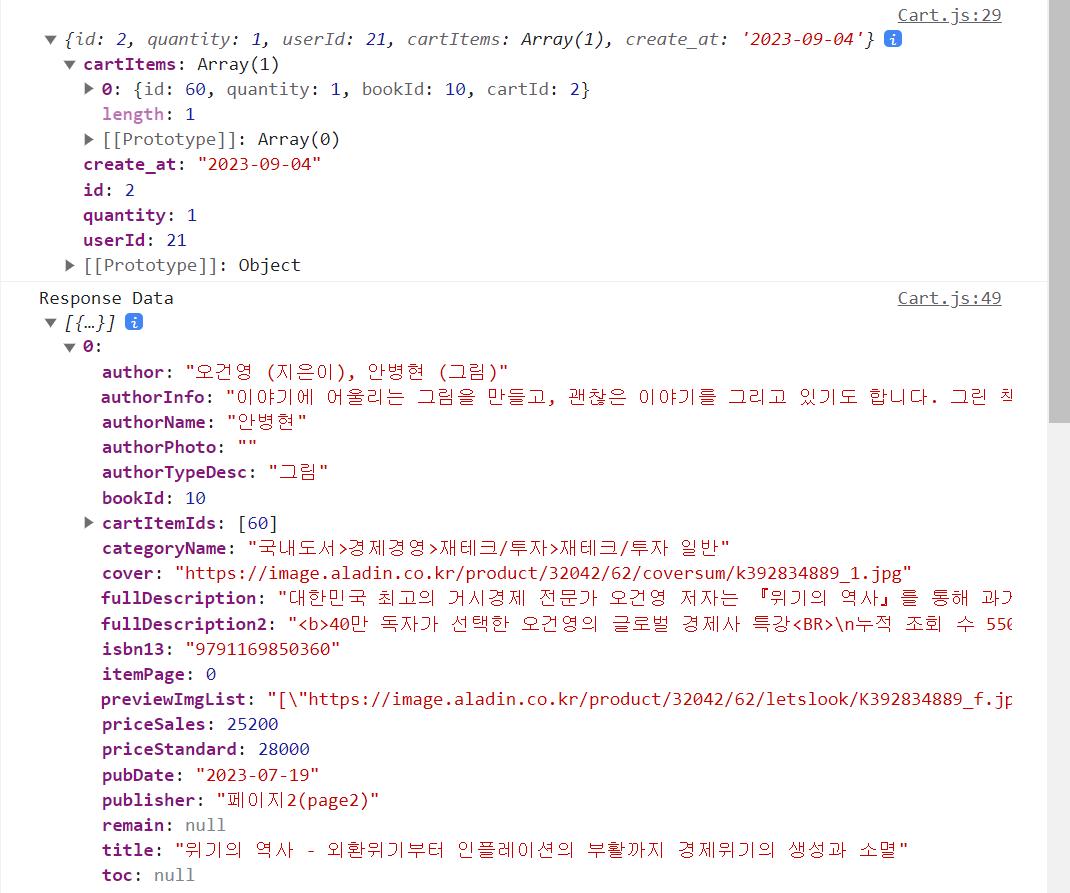 Cart.js:29
{id: 2, quantity: 1, userId: 21, cartItems: Array(1), create_at: '2023-09-04'}
cartItems: Array(1)
0: {id: 60, quantity: 1, bookId: 10, cartId: 2}
length: 1
[[Prototype]]: Array(0)
create_at: "2023-09-04"
id: 2
quantity: 1
userId: 21
[[Prototype]]: Object
Response Data Cart.js:49
[{…}]
0:
author: "오건영 (지은이), 안병현 (그림)"
authorInfo: "이야기에 어울리는 그림을 만들고, 괜찮은 이야기를 그리고 있기도 합니다. 그린 책
authorName: "안병현"
authorPhoto: ""
authorTypeDesc: "그림"
bookId: 10
cartItemIds: [60]
categoryName: "국내도서>경제경영>재테크/투자>재테크/투자 일반"
cover: "https://image.aladin.co.kr/product/32042/62/coversum/k392834889_1.jpg"
fullDescription: "대한민국 최고의 거시경제 전문가 오건영 저자는 『위기의 역사』를 통해 과거
fullDescription2: "<b>40만 독자가 선택한 오건영의 글로벌 경제사 특강<BR>\n누적 조회 수 550
isbn13: "9791169850360"
itemPage: 0
previewImgList: "[\"https://image.aladin.co.kr/product/32042/62/letslook/K392834889_f.jp
priceSales: 25200
priceStandard: 28000
pubDate: "2023-07-19"
publisher: "페이지2(page2)"
remain: null
title: "위기의 역사 - 외환위기부터 인플레이션의 부활까지 경제위기의 생성과 소멸"
toc: null